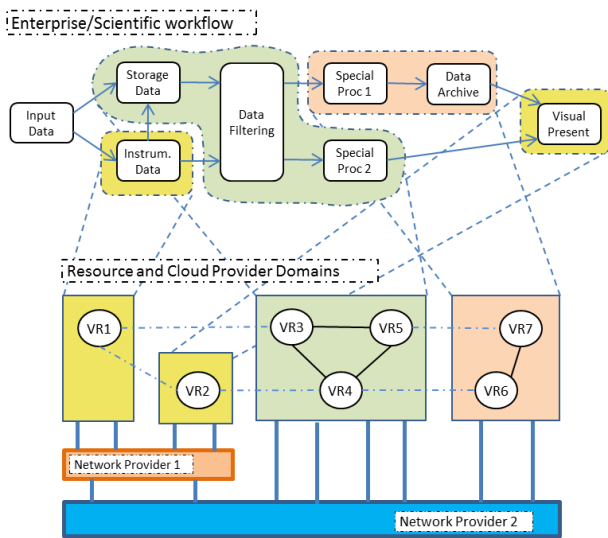 Enterprise/Scientific workflow
Storage
Data
Special
Proc 1
Data
Archive
Input
Data
Data
Filtering
Visual
Present
Instrum.
Data
Special
Proc 2
Resource and Cloud Provider Domains
VR1
VR3
VR5
VR7
VR2
VR4
VR6
Network Provider 1
Network Provider 2